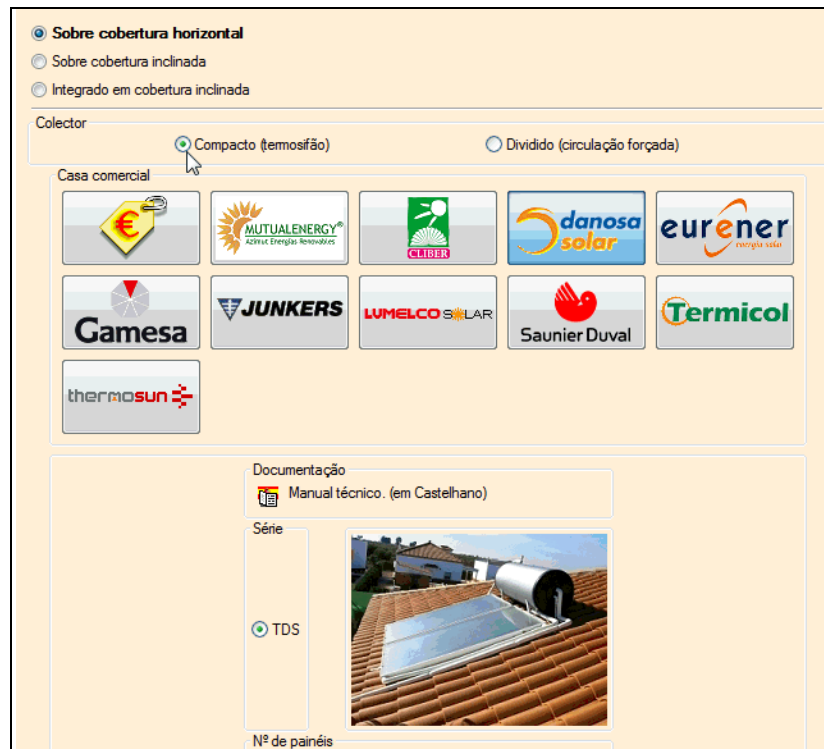 Sobre cobertura horizontal
Sobre cobertura inclinada
Integrado em cobertura inclinada
Colector
Compacto (termosifão)
Dividido (circulação forçada)
Casa comercial
€
MUTUALENERGY®
Azimut Energías Renovables
CLIBER
danosa
solar
eurener
energía solar
Gamesa
JUNKERS
LUMELCO SOLAR
Saunier Duval
Termicol
thermosun
Documentação
Manual técnico. (em Castelhano)
Série
TDS
Nº de painéis